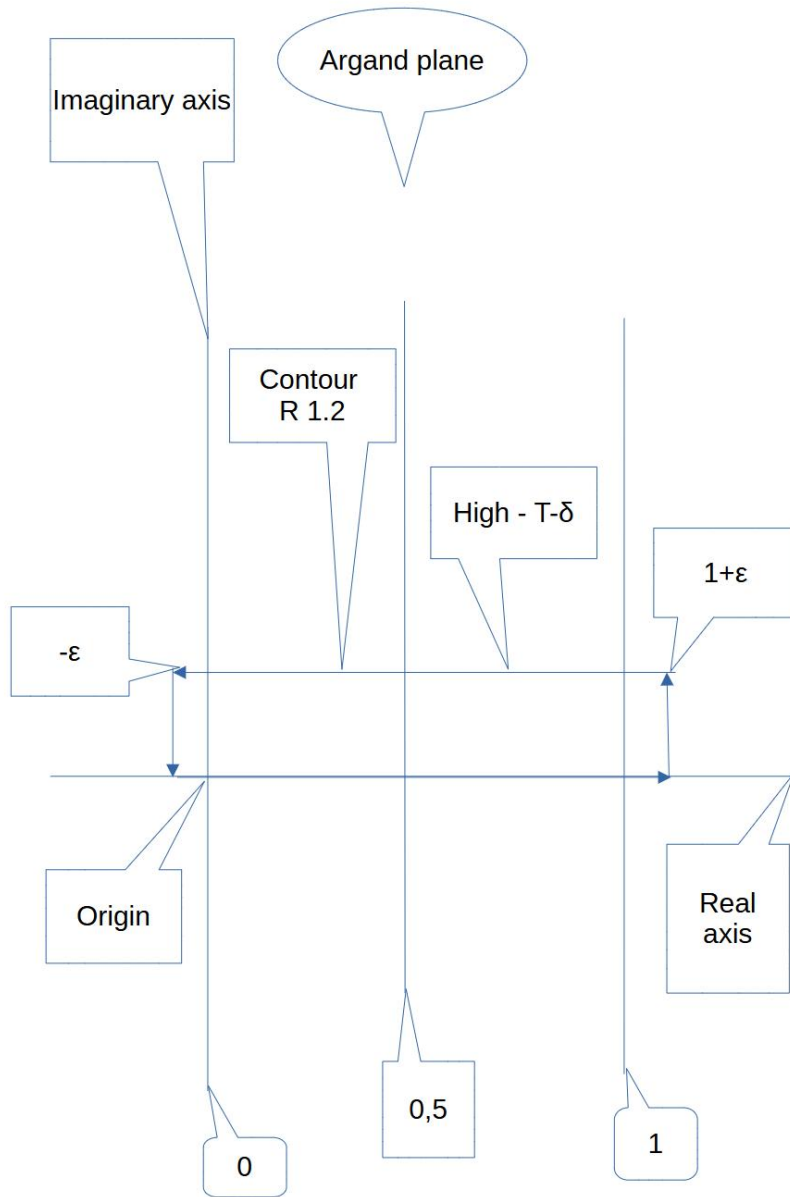 Argand plane
Imaginary axis
Contour
R 1.2
High - T-δ
1+ε
-ε
Origin
Real
axis
0,5
0
1